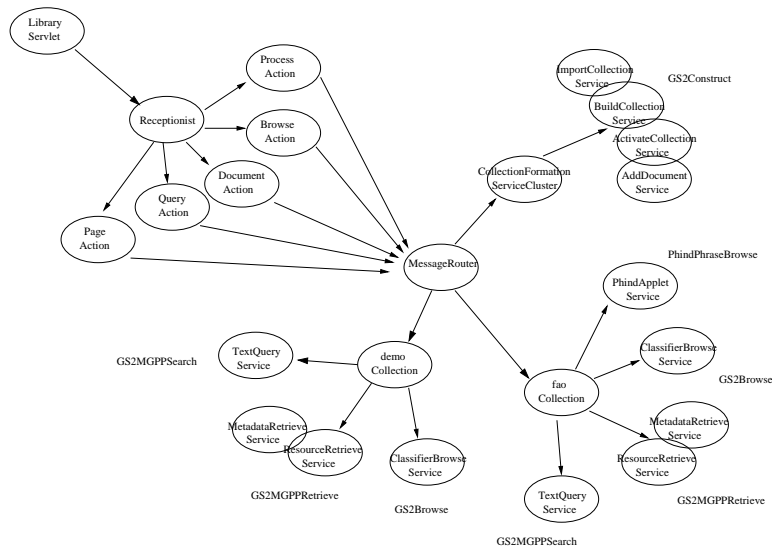 Library
Servlet
Process
Action
Receptionist
Browse
Action
Document
Action
Query
Action
Page
Action
ImportCollection
Service
GS2Construct
BuildCollection
Service
ActivateCollection
Service
AddDocument
Service
CollectionFormation
ServiceCluster
MessageRouter
PhindPhraseBrowse
PhindApplet
Service
TextQuery
Service
GS2MGPPSearch
demo
Collection
ClassifierBrowse
Service
GS2Browse
fao
Collection
MetadataRetrieve
Service
ResourceRetrieve
Service
GS2MGPPRetrieve
ClassifierBrowse
Service
GS2Browse
MetadataRetrieve
Service
ResourceRetrieve
Service
GS2MGPPRetrieve
TextQuery
Service
GS2MGPPSearch